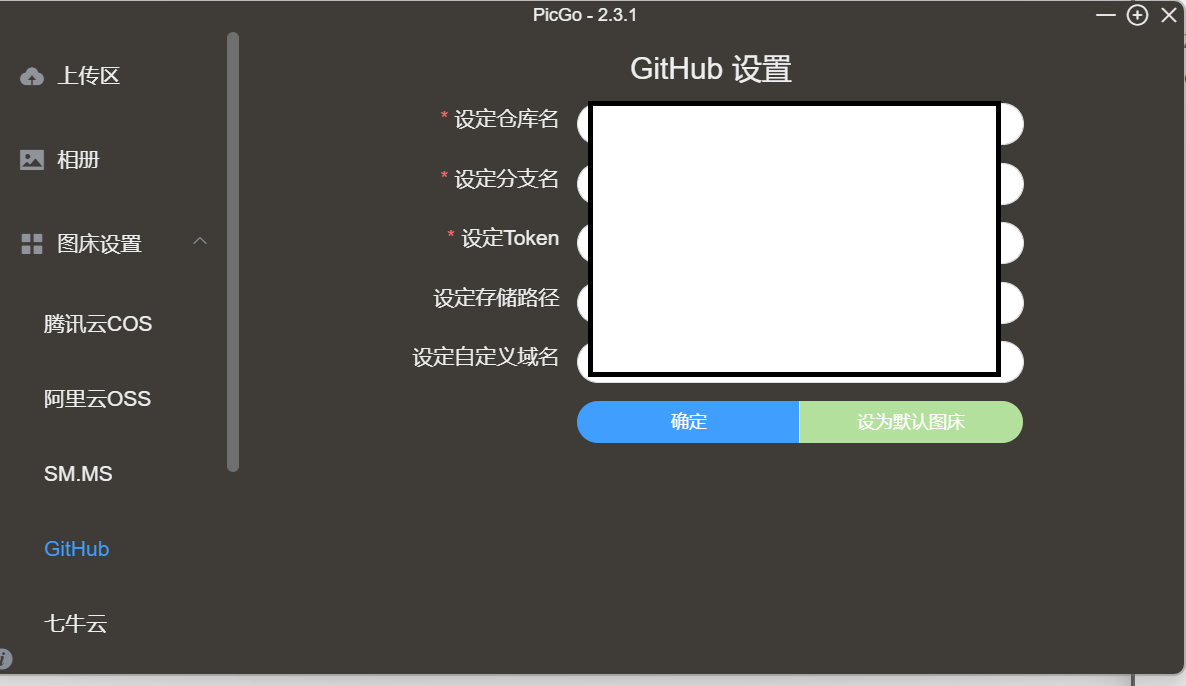 PicGo - 2.3.1
上传区
相册
图床设置
腾讯云COS
阿里云OSS
SM.MS
GitHub
七牛云
GitHub 设置
* 设定仓库名
* 设定分支名
* 设定Token
设定存储路径
设定自定义域名
确定
设为默认图床